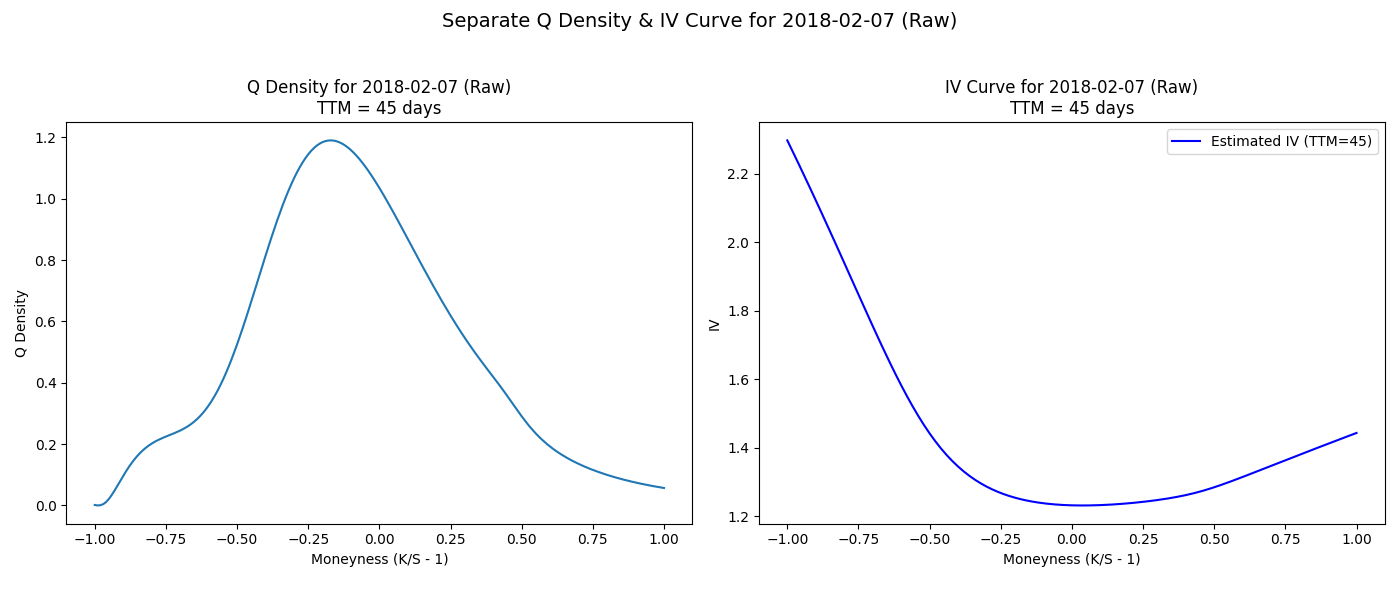 Separate Q Density & IV Curve for 2018-02-07 (Raw)
Q Density for 2018-02-07 (Raw)
TTM = 45 days
1.2
1.0
0.8
0.6
0.4
0.2
0.0
Q Density
−1.00 −0.75 −0.50 −0.25 0.00 0.25 0.50 0.75 1.00
Moneyness (K/S - 1)
IV Curve for 2018-02-07 (Raw)
TTM = 45 days
Estimated IV (TTM=45)
2.2
2.0
1.8
1.6
1.4
1.2
IV
−1.00 −0.75 −0.50 −0.25 0.00 0.25 0.50 0.75 1.00
Moneyness (K/S - 1)